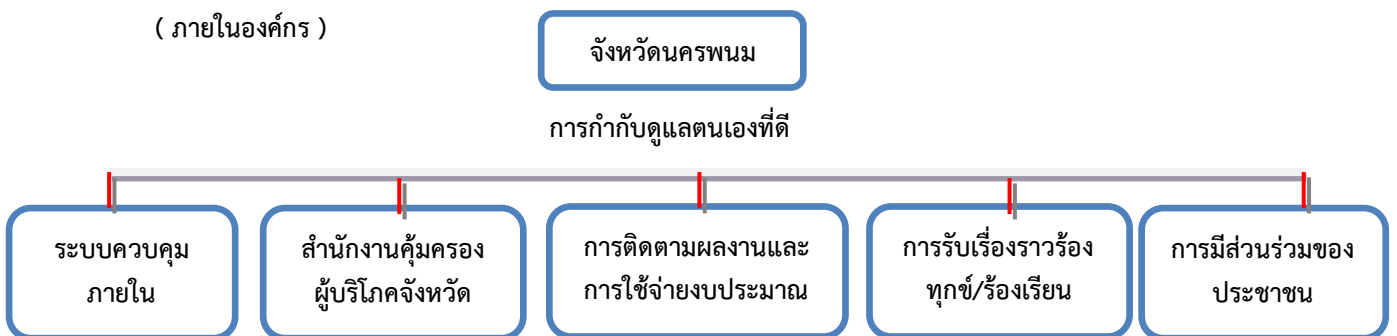 ( ภายในองค์กร )
จังหวัดนครพนม
การกำกับดูแลตนเองที่ดี
ระบบควบคุม
ภายใน
สำนักงานคุ้มครอง
ผู้บริโภคจังหวัด
การติดตามผลงานและ
การใช้จ่ายงบประมาณ
การรับเรื่องราวร้อง
ทุกข์/ร้องเรียน
การมีส่วนร่วมของ
ประชาชน